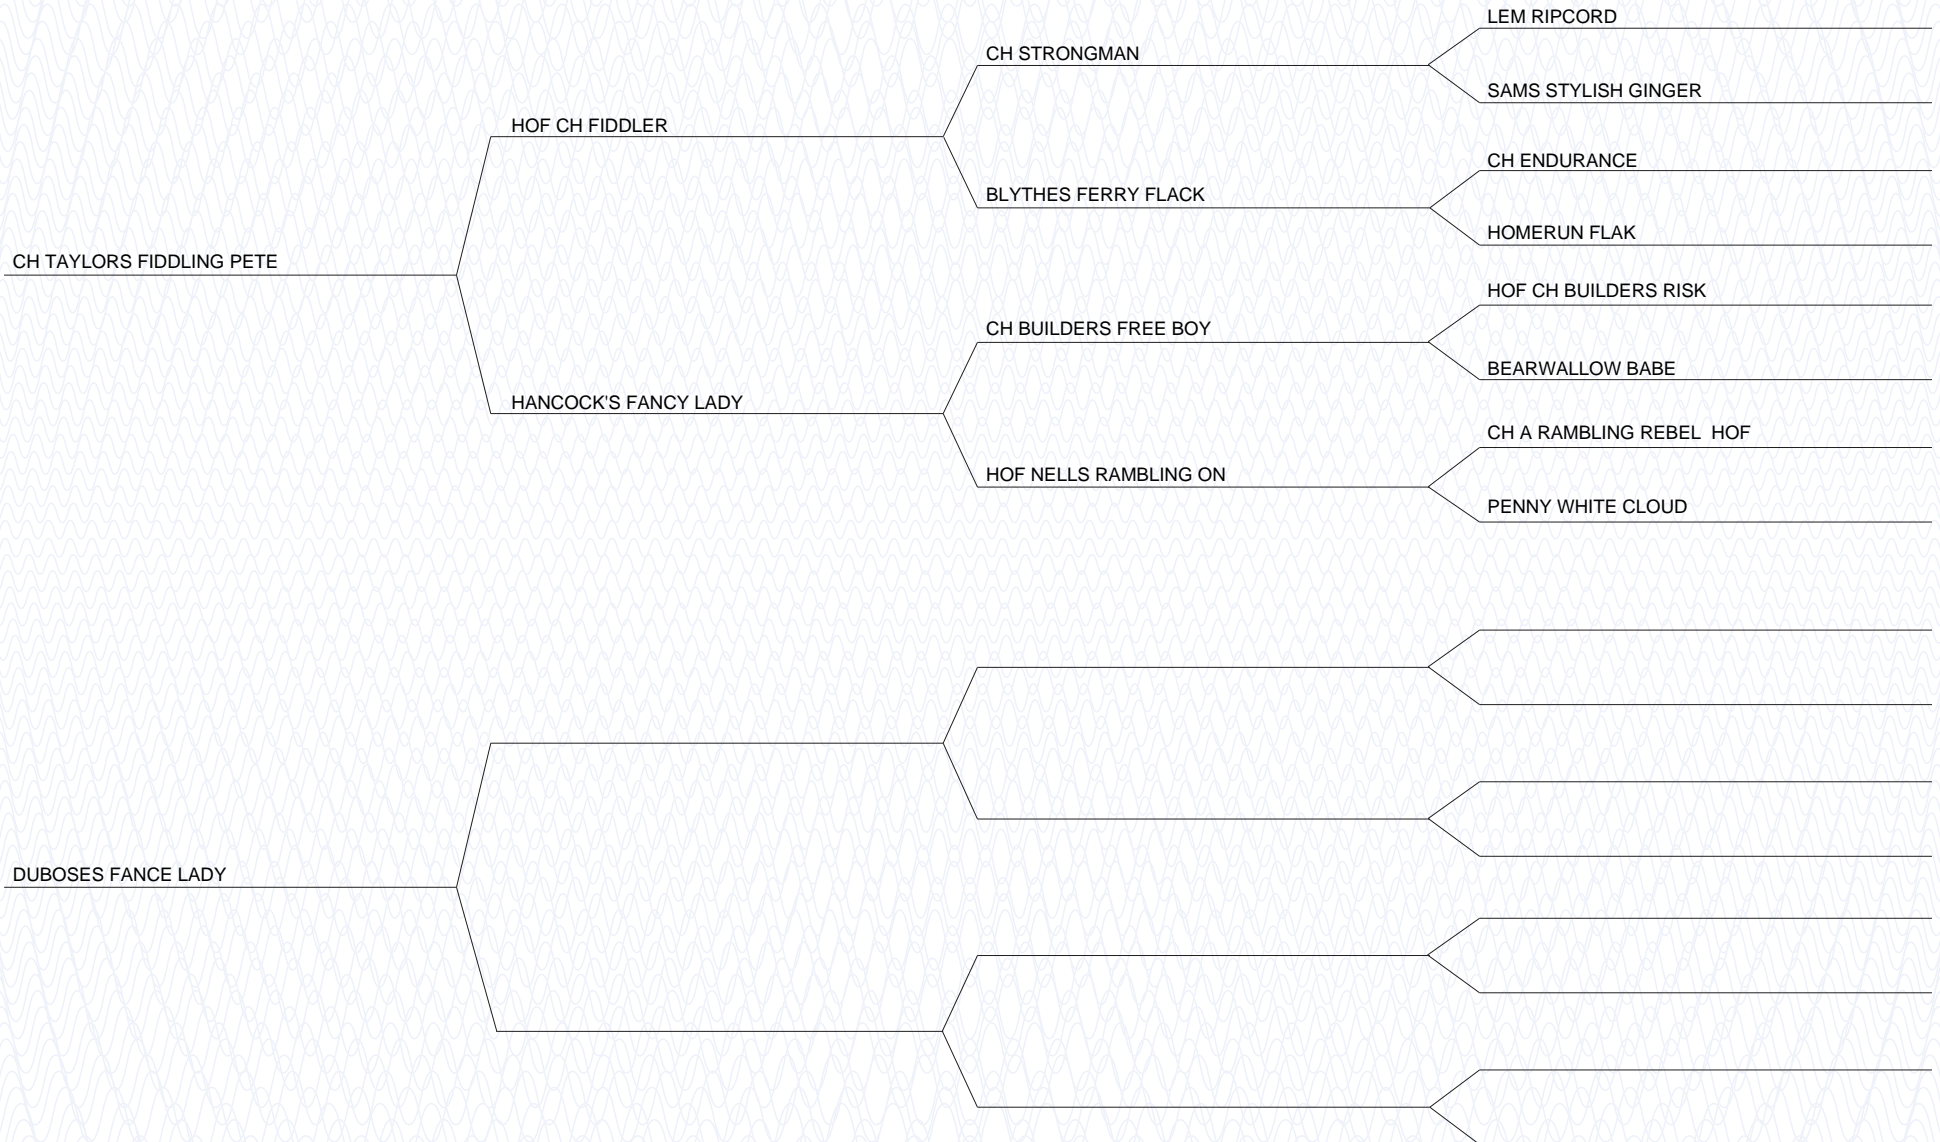 LEM RIPCORD
CH STRONGMAN
SAMS STYLISH GINGER
HOF CH FIDDLER
CH ENDURANCE
BLYTHES FERRY FLACK
HOMERUN FLAK
CH TAYLORS FIDDLING PETE
HOF CH BUILDERS RISK
CH BUILDERS FREE BOY
BEARWALLOW BABE
HANCOCK'S FANCY LADY
CH A RAMBLING REBEL  HOF
HOF NELLS RAMBLING ON
PENNY WHITE CLOUD
DUBOSES FANCE LADY